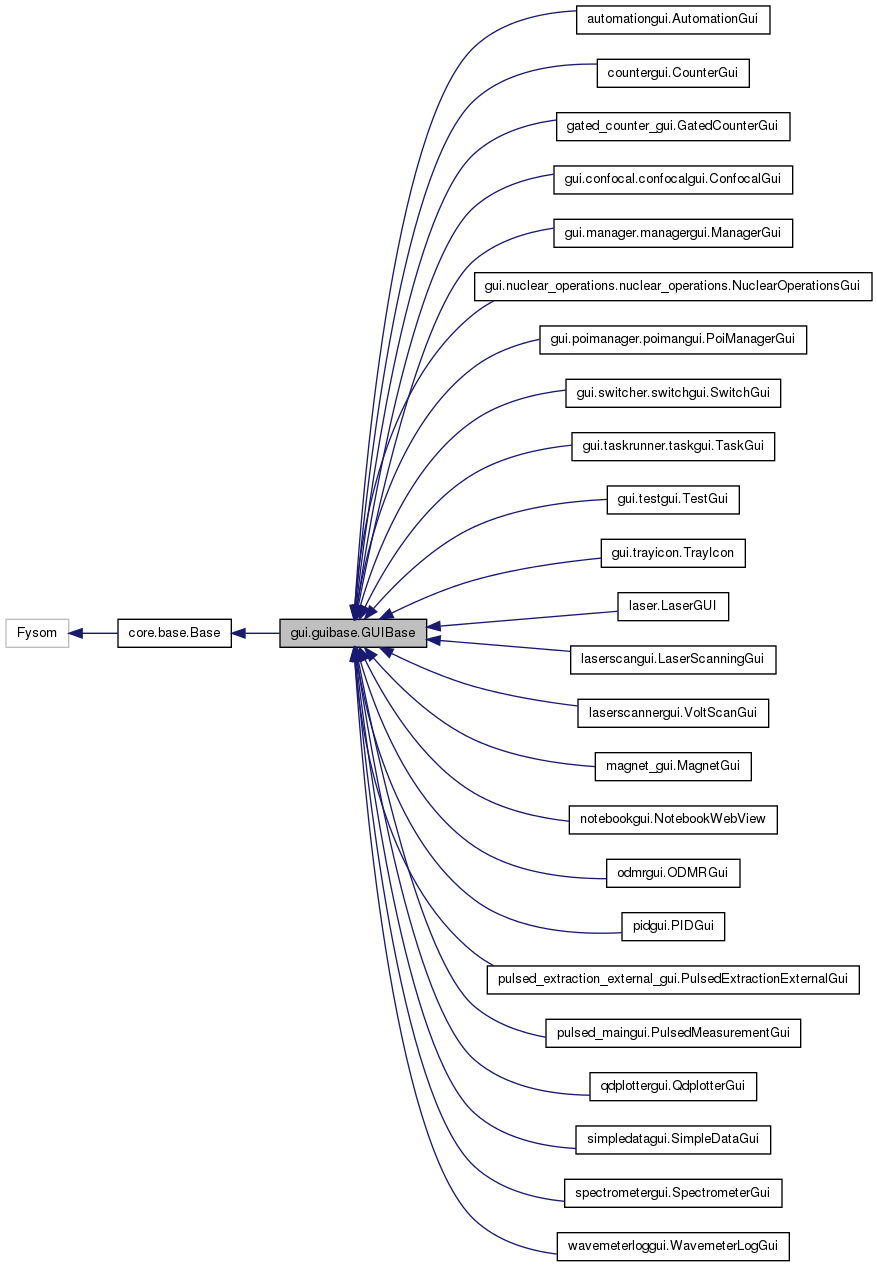 automationgui.AutomationGui
countergui.CounterGui
gated_counter_gui.GatedCounterGui
gui.confocal.confocalgui.ConfocalGui
gui.manager.managergui.ManagerGui
gui.nuclear_operations.nuclear_operations.NuclearOperationsGui
gui.poimanager.poimangui.PoiManagerGui
gui.switcher.switchgui.SwitchGui
gui.taskrunner.taskgui.TaskGui
gui.testgui.TestGui
gui.trayicon.TrayIcon
laser.LaserGUI
Fysom
core.base.Base
gui.guibase.GUIBase
laserscangui.LaserScanningGui
laserscannergui.VoltScanGui
magnet_gui.MagnetGui
notebookgui.NotebookWebView
odmrgui.ODMRGui
pidgui.PIDGui
pulsed_extraction_external_gui.PulsedExtractionExternalGui
pulsed_maingui.PulsedMeasurementGui
qdplottergui.QdplotterGui
simpledatagui.SimpleDataGui
spectrometergui.SpectrometerGui
wavemeterloggui.WavemeterLogGui